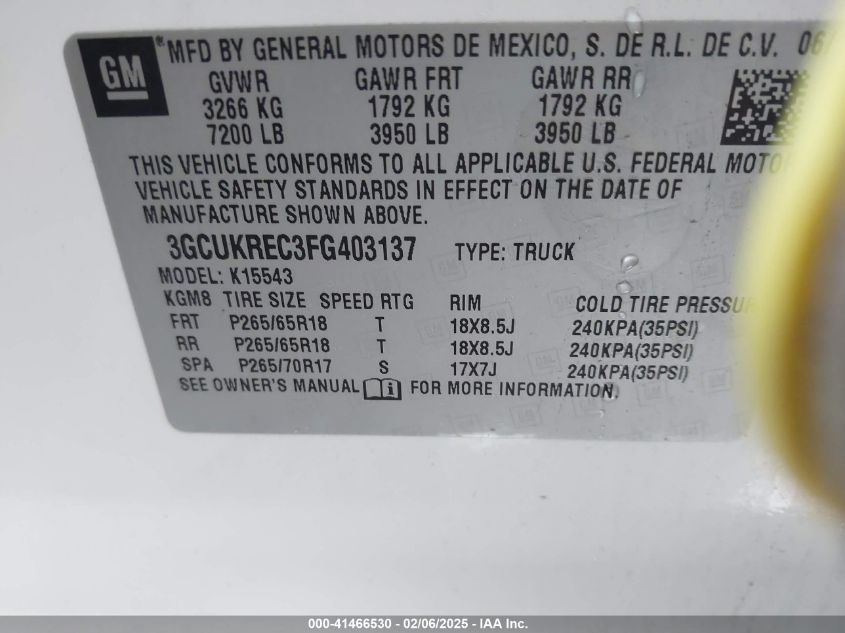 GM
® MFD BY GENERAL MOTORS DE MEXICO, S. DE R.L. DE C.V. 06/
GVWR GAWR FRT GAWR RR
3266 KG 1792 KG 1792 KG
7200 LB 3950 LB 3950 LB
THIS VEHICLE CONFORMS TO ALL APPLICABLE U.S. FEDERAL MOTOR
VEHICLE SAFETY STANDARDS IN EFFECT ON THE DATE OF
MANUFACTURE SHOWN ABOVE.
3GCUKREC3FG403137 TYPE: TRUCK
MODEL: K15543
KGM8 TIRE SIZE SPEED RTG RIM COLD TIRE PRESSU
FRT P265/65R18 T 18X8.5J 240KPA(35PSI)
RR P265/65R18 T 18X8.5J 240KPA(35PSI)
SPA P265/70R17 S 17X7J 240KPA(35PSI)
SEE OWNER'S MANUAL FOR MORE INFORMATION.
000-41466530 - 02/06/2025 - IAA Inc.